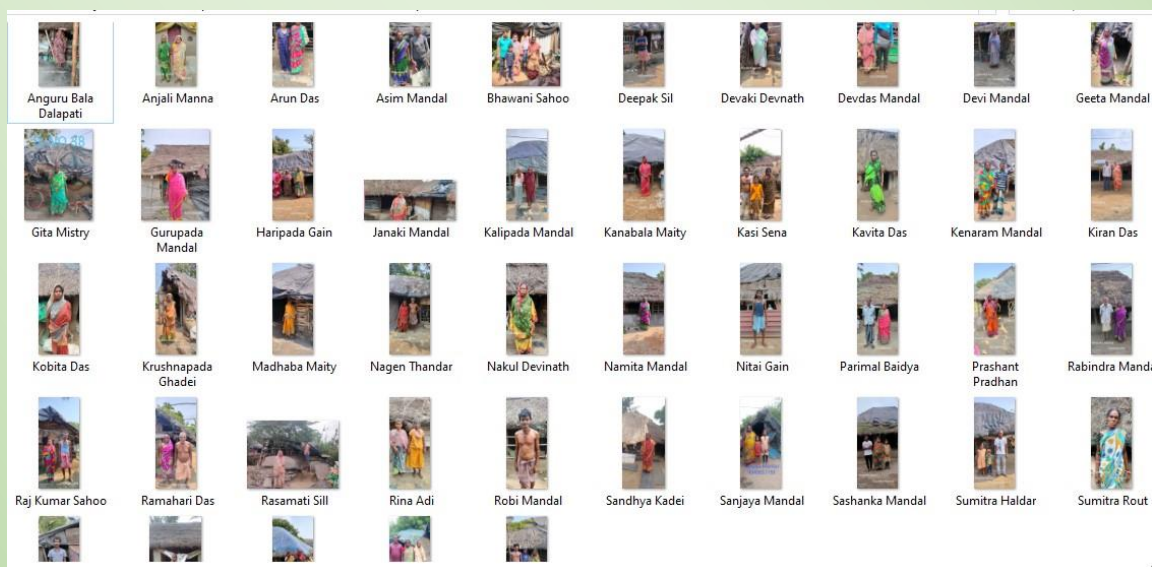 Anguru Bala
Dalapati
Anjali Manna
Arun Das
Asim Mandal
Bhawani Sahoo
Deepak Sil
Devaki Devnath
Devdas Mandal
Devi Mandal
Geeta Mandal
Gita Mistry
Gurupada
Mandal
Haripada Gain
Janaki Mandal
Kalipada Mandal
Kanabala Maity
Kasi Sena
Kavita Das
Kenaram Mandal
Kiran Das
Kobita Das
Krushnapada
Ghadei
Madhaba Maity
Nagen Thandar
Nakul Devinath
Namita Mandal
Nitai Gain
Parimal Baidya
Prashant
Pradhan
Rabindra Manda
Raj Kumar Sahoo
Ramahari Das
Rasamati Sill
Rina Adi
Robi Mandal
Sandhya Kadei
Sanjaya Mandal
Sashanka Mandal
Sumitra Haldar
Sumitra Rout